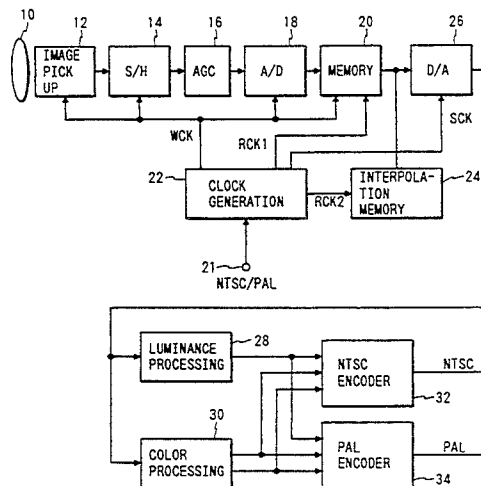 10
12
14
16
18
20
26
IMAGE
PICK
UP
S/H
AGC
A/D
MEMORY
D/A
WCK
RCK1
SCK
22
CLOCK
GENERATION
RCK2
INTERPOLA-
TION
MEMORY
24
21
NTSC/PAL
LUMINANCE
PROCESSING
28
NTSC
ENCODER
NTSC
32
30
COLOR
PROCESSING
PAL
ENCODER
PAL
34